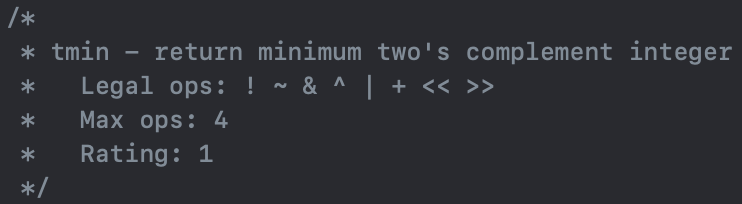 /*
 * tmin – return minimum two's complement integer
 *   Legal ops: ! ~ & ^ | + << >>
 *   Max ops: 4
 *   Rating: 1
 */